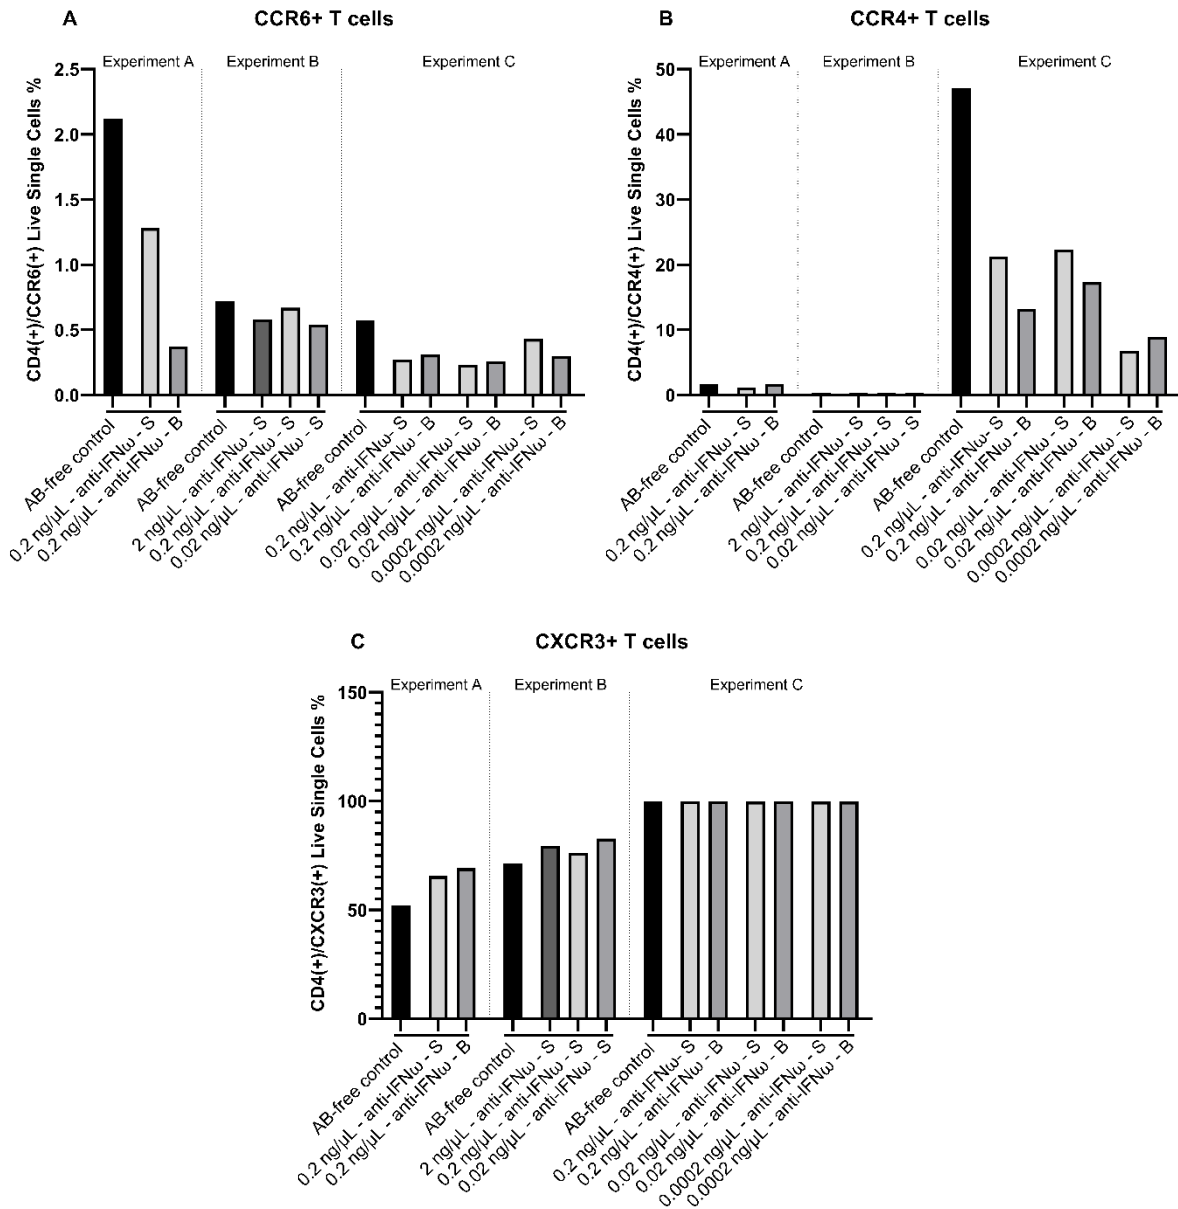 A
CCR6+ T cells
Experiment A
Experiment B
Experiment C
CD4(+)/CCR6(+) Live Single Cells %
2.5
2.0
1.5
1.0
0.5
0.0
AB-free control
0.2 ng/µL - anti-IFNω - S
0.2 ng/µL - anti-IFNω - B
AB-free control
2 ng/µL - anti-IFNω - S
0.2 ng/µL - anti-IFNω - S
0.02 ng/µL - anti-IFNω - S
AB-free control
0.2 ng/µL - anti-IFNω- S
0.2 ng/µL - anti-IFNω - B
0.02 ng/µL - anti-IFNω - S
0.02 ng/µL - anti-IFNω - B
0.0002 ng/µL - anti-IFNω - S
0.0002 ng/µL - anti-IFNω - B
B
CCR4+ T cells
Experiment A
Experiment B
Experiment C
CD4(+)/CCR4(+) Live Single Cells %
50
40
30
20
10
0
AB-free control
0.2 ng/µL - anti-IFNω - S
0.2 ng/µL - anti-IFNω - B
AB-free control
2 ng/µL - anti-IFNω - S
0.2 ng/µL - anti-IFNω - S
0.02 ng/µL - anti-IFNω - S
AB-free control
0.2 ng/µL - anti-IFNω- S
0.2 ng/µL - anti-IFNω - B
0.02 ng/µL - anti-IFNω - S
0.02 ng/µL - anti-IFNω - B
0.0002 ng/µL - anti-IFNω - S
0.0002 ng/µL - anti-IFNω - B
C
CXCR3+ T cells
Experiment A
Experiment B
Experiment C
CD4(+)/CXCR3(+) Live Single Cells %
150
100
50
0
AB-free control
0.2 ng/µL - anti-IFNω - S
0.2 ng/µL - anti-IFNω - B
AB-free control
2 ng/µL - anti-IFNω - S
0.2 ng/µL - anti-IFNω - S
0.02 ng/µL - anti-IFNω - S
AB-free control
0.2 ng/µL - anti-IFNω- S
0.2 ng/µL - anti-IFNω - B
0.02 ng/µL - anti-IFNω - S
0.02 ng/µL - anti-IFNω - B
0.0002 ng/µL - anti-IFNω - S
0.0002 ng/µL - anti-IFNω - B